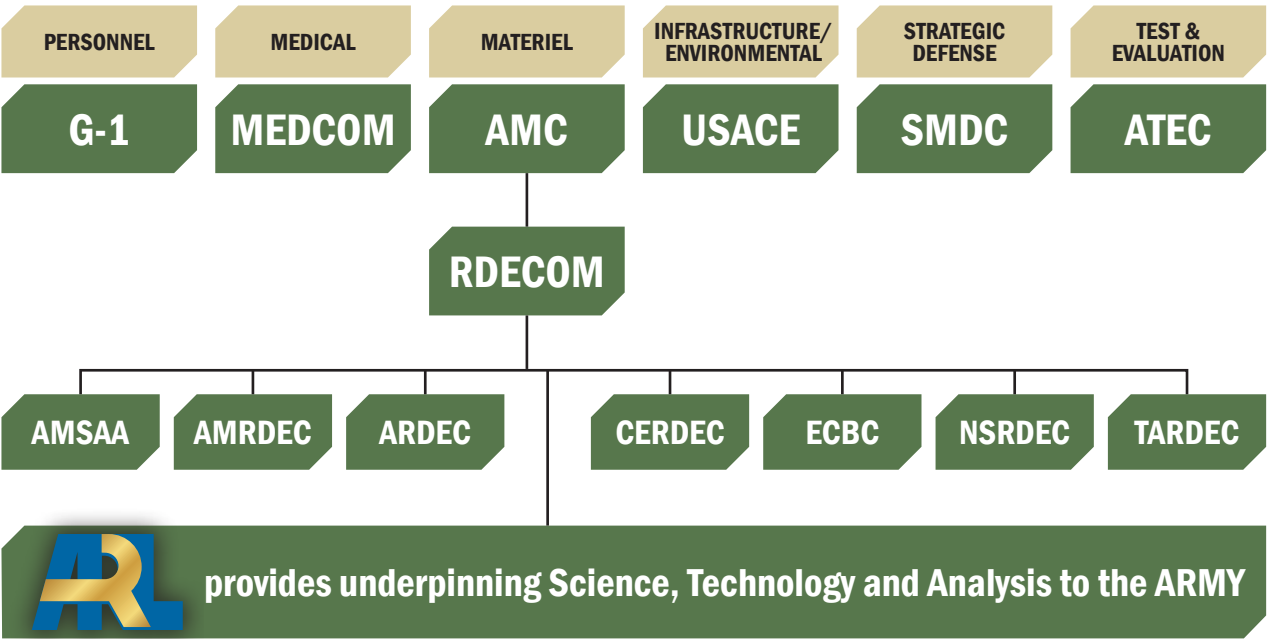 PERSONNEL
MEDICAL
MATERIEL
INFRASTRUCTURE/
ENVIRONMENTAL
STRATEGIC
DEFENSE
TEST &
EVALUATION
G-1
MEDCOM
AMC
USACE
SMDC
ATEC
RDECOM
AMSAA
AMRDEC
ARDEC
CERDEC
ECBC
NSRDEC
TARDEC
ARL provides underpinning Science, Technology and Analysis to the ARMY